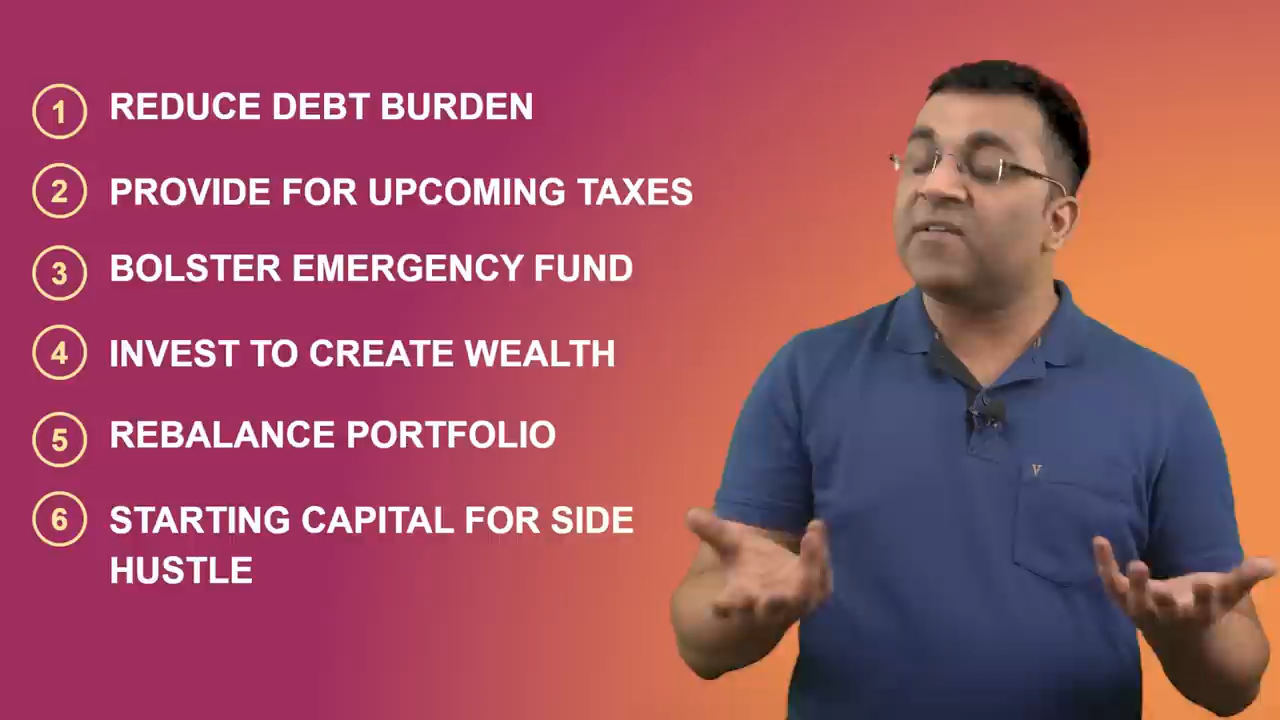 1 REDUCE DEBT BURDEN
2 PROVIDE FOR UPCOMING TAXES
3 BOLSTER EMERGENCY FUND
4 INVEST TO CREATE WEALTH
5 REBALANCE PORTFOLIO
6 STARTING CAPITAL FOR SIDE
HUSTLE
V